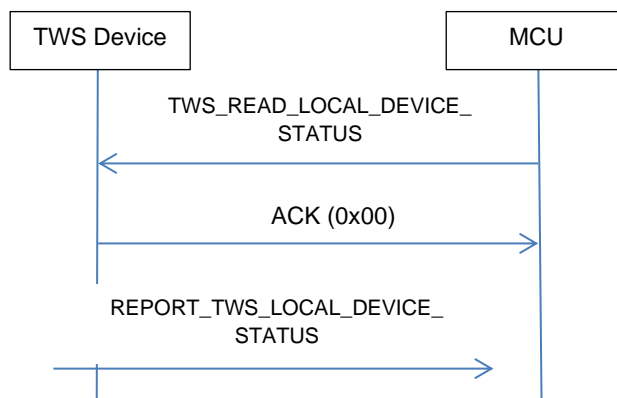 TWS Device
MCU
TWS_READ_LOCAL_DEVICE_
STATUS
ACK (0x00)
REPORT_TWS_LOCAL_DEVICE_
STATUS